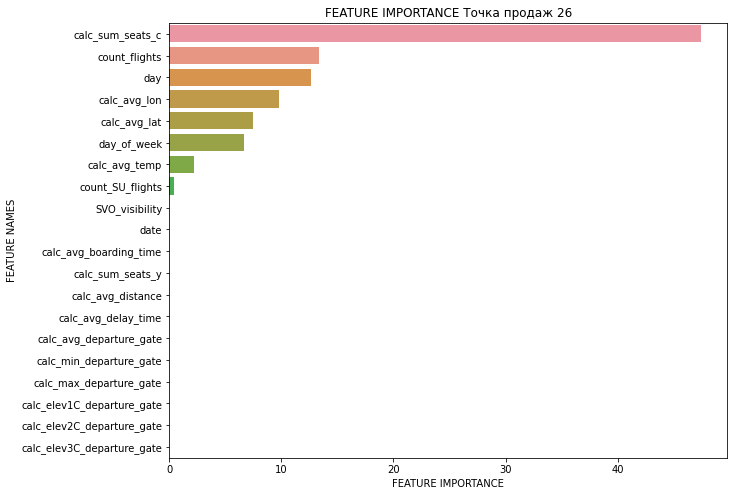 FEATURE IMPORTANCE Точка продаж 26
FEATURE NAMES
calc_sum_seats_c
count_flights
day
calc_avg_lon
calc_avg_lat
day_of_week
calc_avg_temp
count_SU_flights
SVO_visibility
date
calc_avg_boarding_time
calc_sum_seats_y
calc_avg_distance
calc_avg_delay_time
calc_avg_departure_gate
calc_min_departure_gate
calc_max_departure_gate
calc_elev1C_departure_gate
calc_elev2C_departure_gate
calc_elev3C_departure_gate
0 10 20 30 40
FEATURE IMPORTANCE